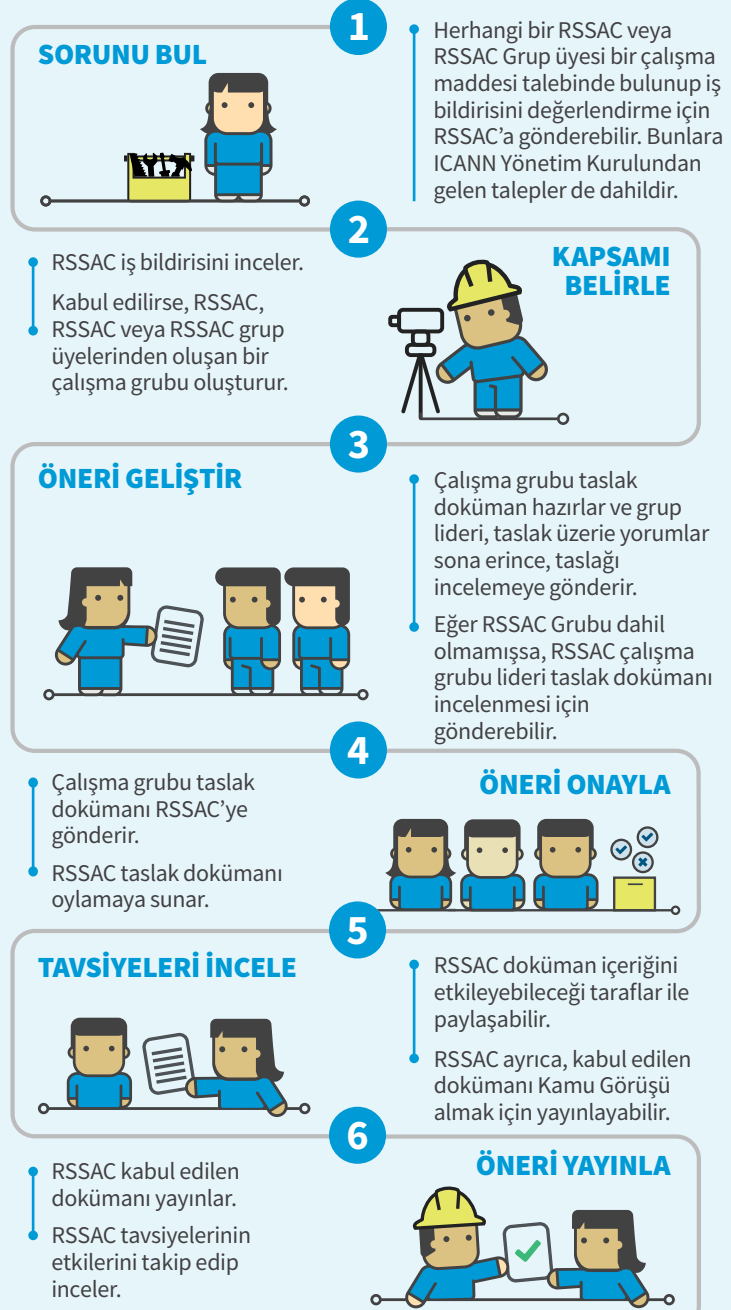 1
SORUNU BUL
Herhangi bir RSSAC veya
RSSAC Grup üyesi bir çalışma
maddesi talebinde bulunup iş
bildirisini değerlendirme için
RSSAC’a gönderebilir. Bunlara
ICANN Yönetim Kurulundan
gelen talepler de dahildir.
2
KAPSAMI
BELİRLE
RSSAC iş bildirisini inceler.
Kabul edilirse, RSSAC,
RSSAC veya RSSAC grup
üyelerinden oluşan bir
çalışma grubu oluşturur.
3
ÖNERİ GELİŞTİR
Çalışma grubu taslak
doküman hazırlar ve grup
lideri, taslak üzerie yorumlar
sona erince, taslağı
incelemeye gönderir.
Eğer RSSAC Grubu dahil
olmamışsa, RSSAC çalışma
grubu lideri taslak dokümanı
incelenmesi için
gönderebilir.
4
ÖNERİ ONAYLA
Çalışma grubu taslak
dokümanı RSSAC’ye
gönderir.
RSSAC taslak dokümanı
oylamaya sunar.
5
TAVSİYELERİ İNCELE
RSSAC doküman içeriğini
etkileyebileceği taraflar ile
paylaşabilir.
RSSAC ayrıca, kabul edilen
dokümanı Kamu Görüşü
almak için yayınlayabilir.
6
ÖNERİ YAYINLA
RSSAC kabul edilen
dokümanı yayınlar.
RSSAC tavsiyelerinin
etkilerini takip edip
inceler.